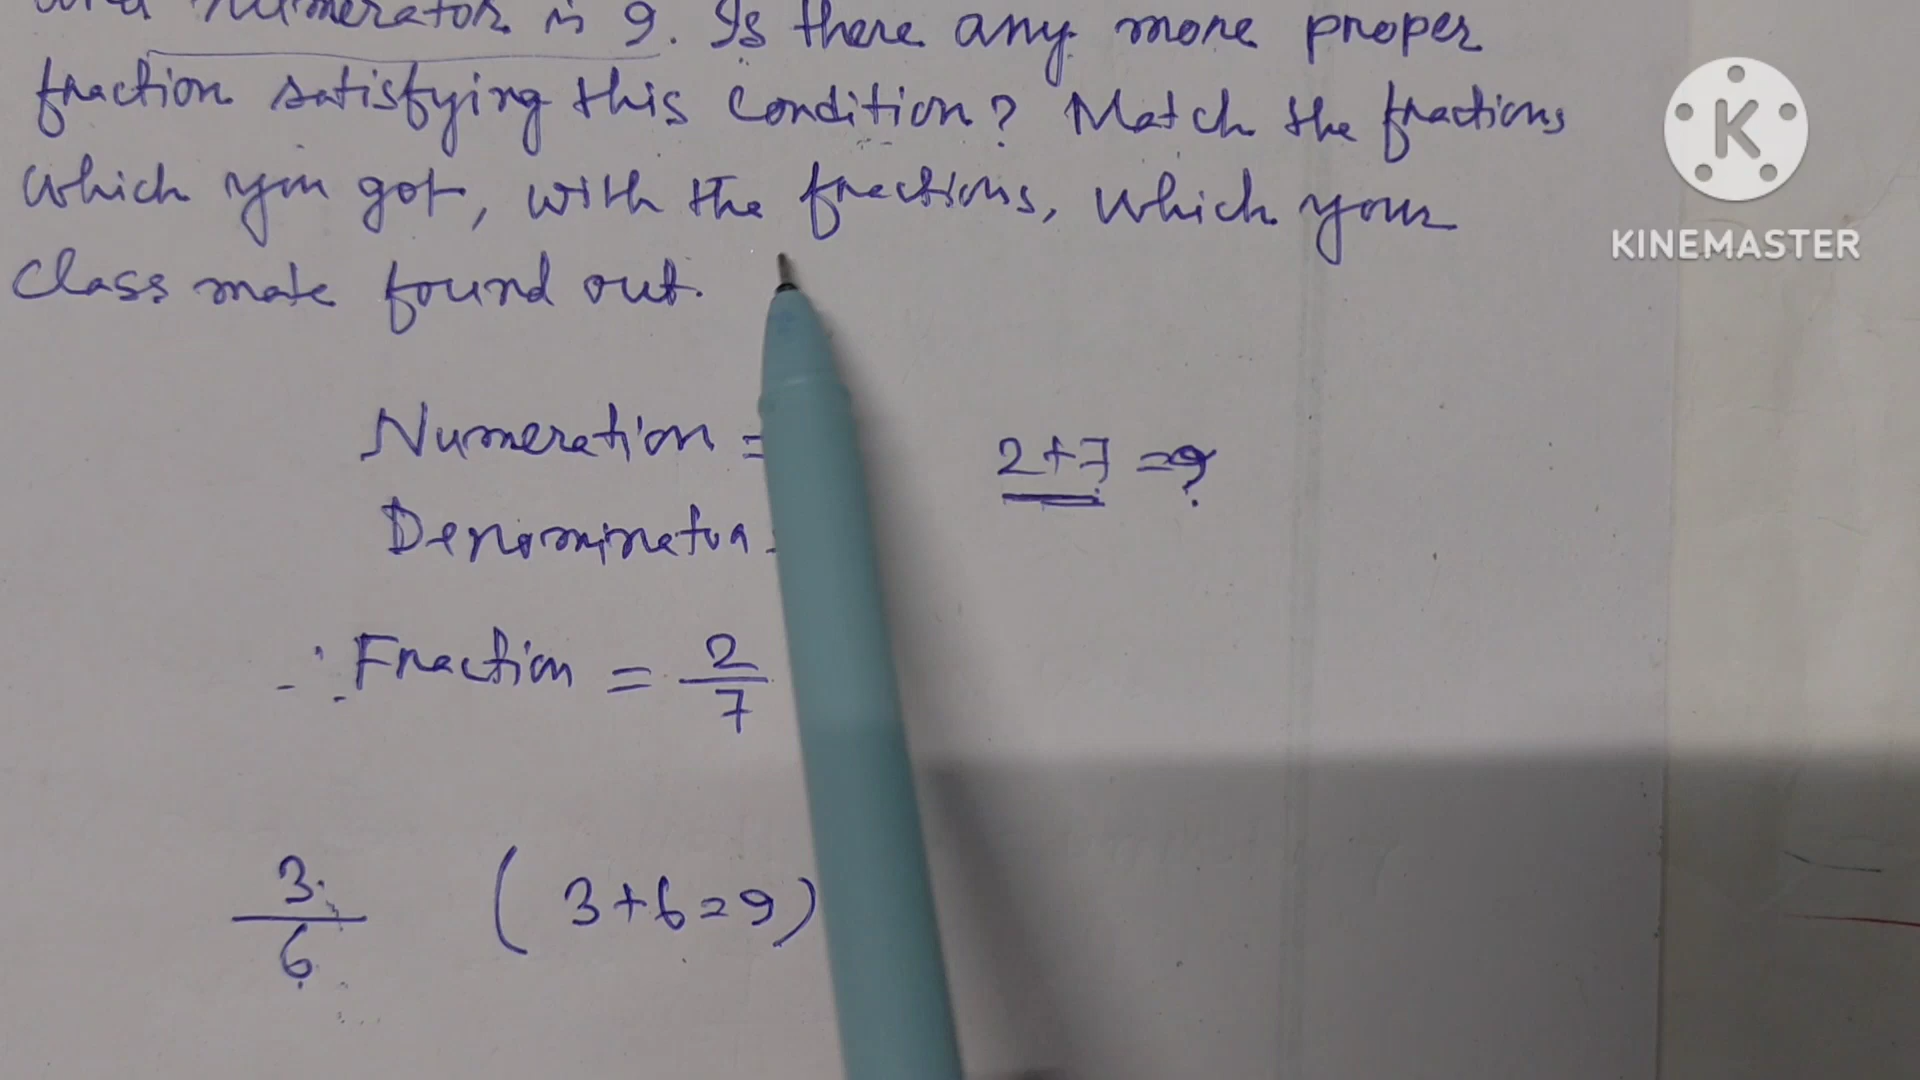 and numerator is 9. Is there any more proper
fraction satisfying this condition? Match the fractions
K
KINEMASTER
which you got, with the fractions, which your
class mate found out.
Numeration =
2+7 =9
Denominator
∴ Fraction = 2/7
3/6 (3+6=9)